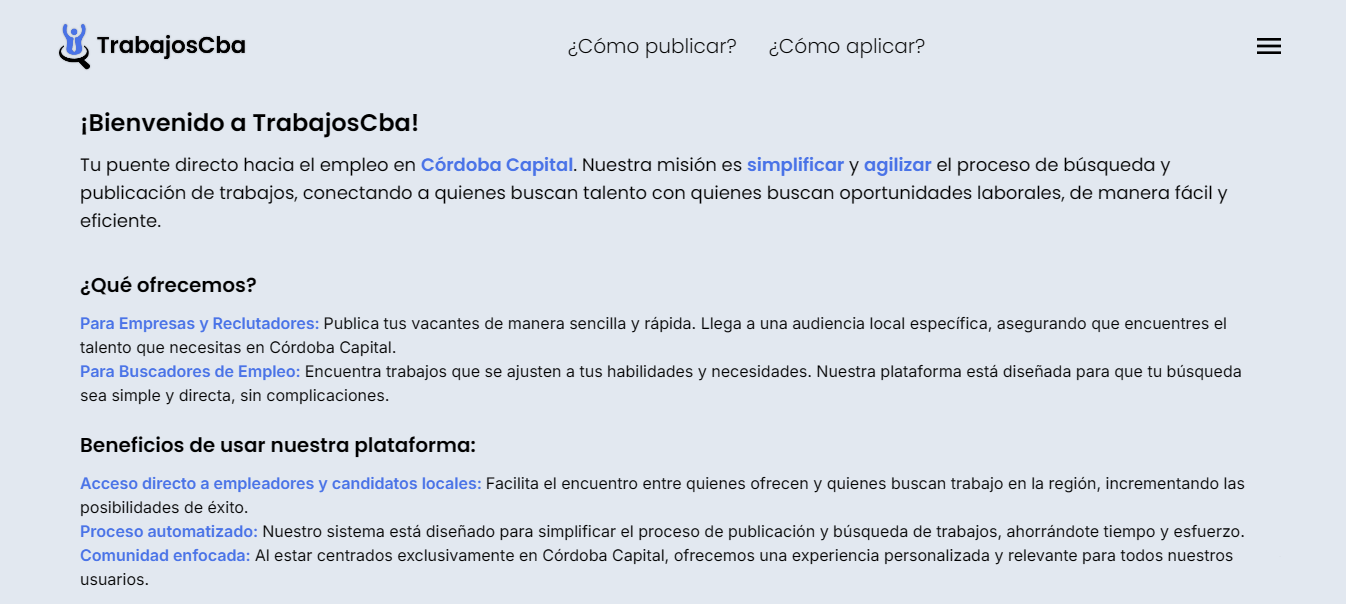 TrabajosCba
¿Cómo publicar?
¿Cómo aplicar?
¡Bienvenido a TrabajosCba!
Tu puente directo hacia el empleo en Córdoba Capital. Nuestra misión es simplificar y agilizar el proceso de búsqueda y
publicación de trabajos, conectando a quienes buscan talento con quienes buscan oportunidades laborales, de manera fácil y
eficiente.
¿Qué ofrecemos?
Para Empresas y Reclutadores: Publica tus vacantes de manera sencilla y rápida. Llega a una audiencia local específica, asegurando que encuentres el
talento que necesitas en Córdoba Capital.
Para Buscadores de Empleo: Encuentra trabajos que se ajusten a tus habilidades y necesidades. Nuestra plataforma está diseñada para que tu búsqueda
sea simple y directa, sin complicaciones.
Beneficios de usar nuestra plataforma:
Acceso directo a empleadores y candidatos locales: Facilita el encuentro entre quienes ofrecen y quienes buscan trabajo en la región, incrementando las
posibilidades de éxito.
Proceso automatizado: Nuestro sistema está diseñado para simplificar el proceso de publicación y búsqueda de trabajos, ahorrándote tiempo y esfuerzo.
Comunidad enfocada: Al estar centrados exclusivamente en Córdoba Capital, ofrecemos una experiencia personalizada y relevante para todos nuestros
usuarios.